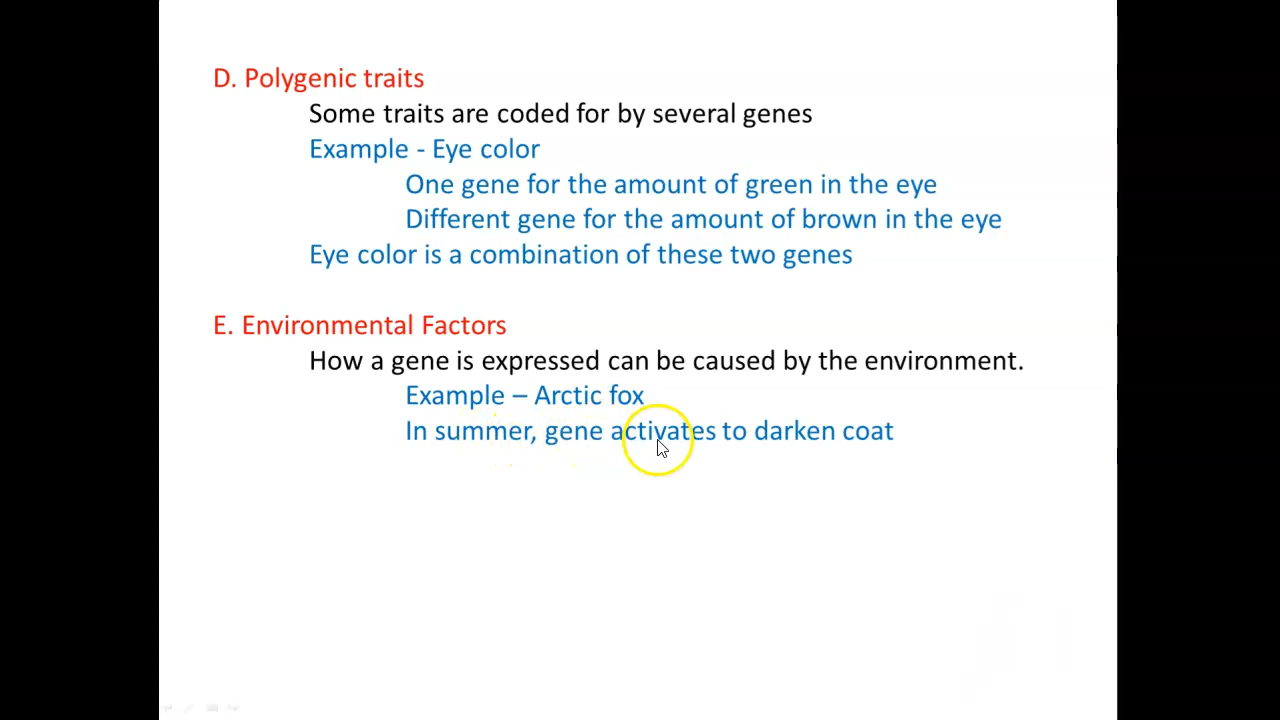 D. Polygenic traits
Some traits are coded for by several genes
Example - Eye color
One gene for the amount of green in the eye
Different gene for the amount of brown in the eye
Eye color is a combination of these two genes
E. Environmental Factors
How a gene is expressed can be caused by the environment.
Example – Arctic fox
In summer, gene activates to darken coat